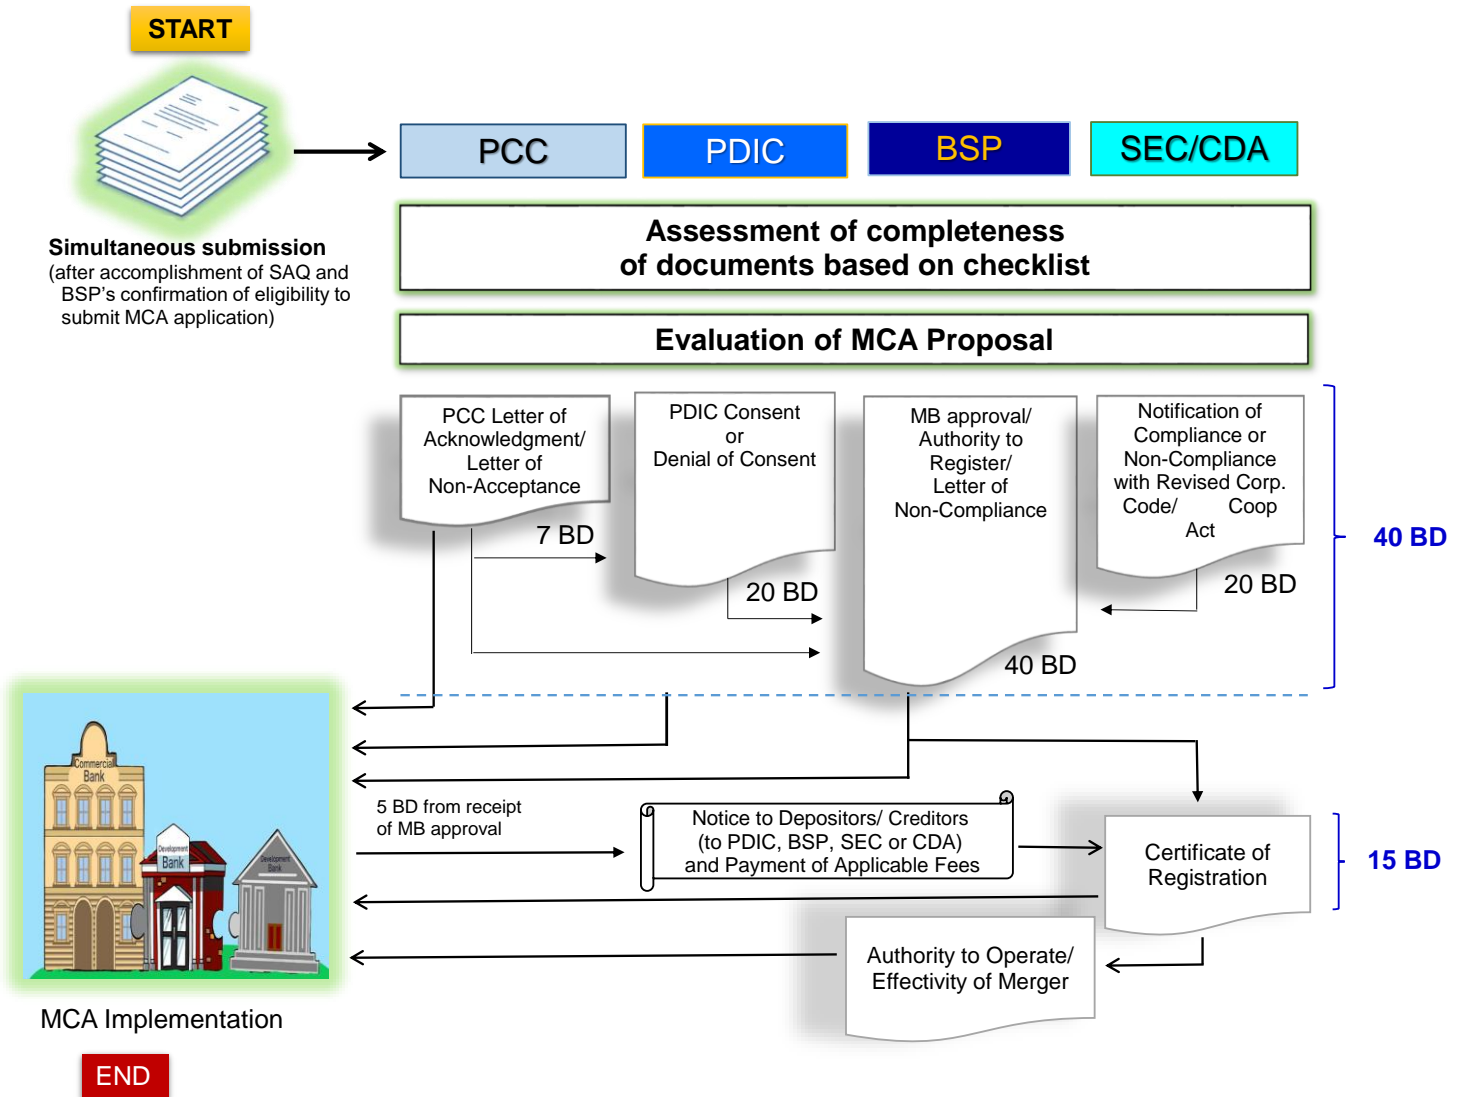 START
PCC
PDIC
BSP
SEC/CDA
Simultaneous submission
(after accomplishment of SAQ and
BSP's confirmation of eligibility to
submit MCA application)
Assessment of completeness
of documents based on checklist
Evaluation of MCA Proposal
PCC Letter of
Acknowledgment/
Letter of
Non-Acceptance
7 BD
PDIC Consent
or
Denial of Consent
20 BD
MB approval/
Authority to
Register/
Letter of
Non-Compliance
40 BD
Notification of
Compliance or
Non-Compliance
with Revised Corp.
Code/ Coop
Act
20 BD
40 BD
Commercial
Bank
Development
Bank
Development
Bank
5 BD from receipt
of MB approval
Notice to Depositors/ Creditors
(to PDIC, BSP, SEC or CDA)
and Payment of Applicable Fees
Certificate of
Registration
15 BD
Authority to Operate/
Effectivity of Merger
MCA Implementation
END